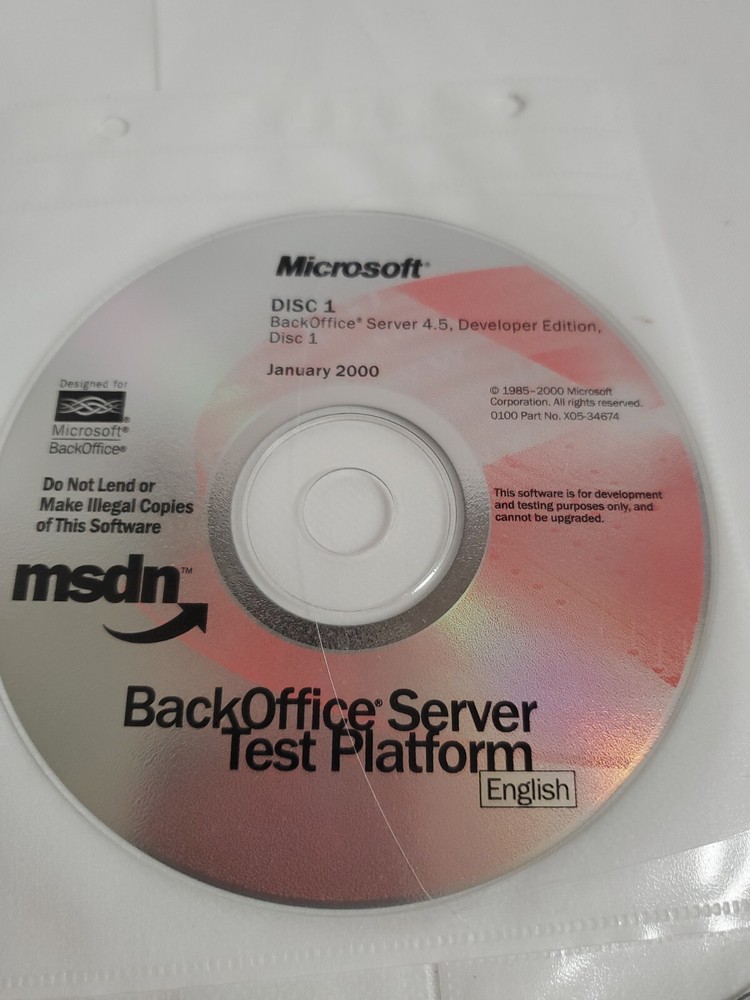 Microsoft®
DISC 1
BackOffice® Server 4.5, Developer Edition,
Disc 1
January 2000
Designed for
Microsoft®
BackOffice®
© 1985–2000 Microsoft
Corporation. All rights reserved.
0100 Part No. X05-34674
Do Not Lend or
Make Illegal Copies
of This Software
This software is for development
and testing purposes only, and
cannot be upgraded.
msdn™
BackOffice® Server
Test Platform
English